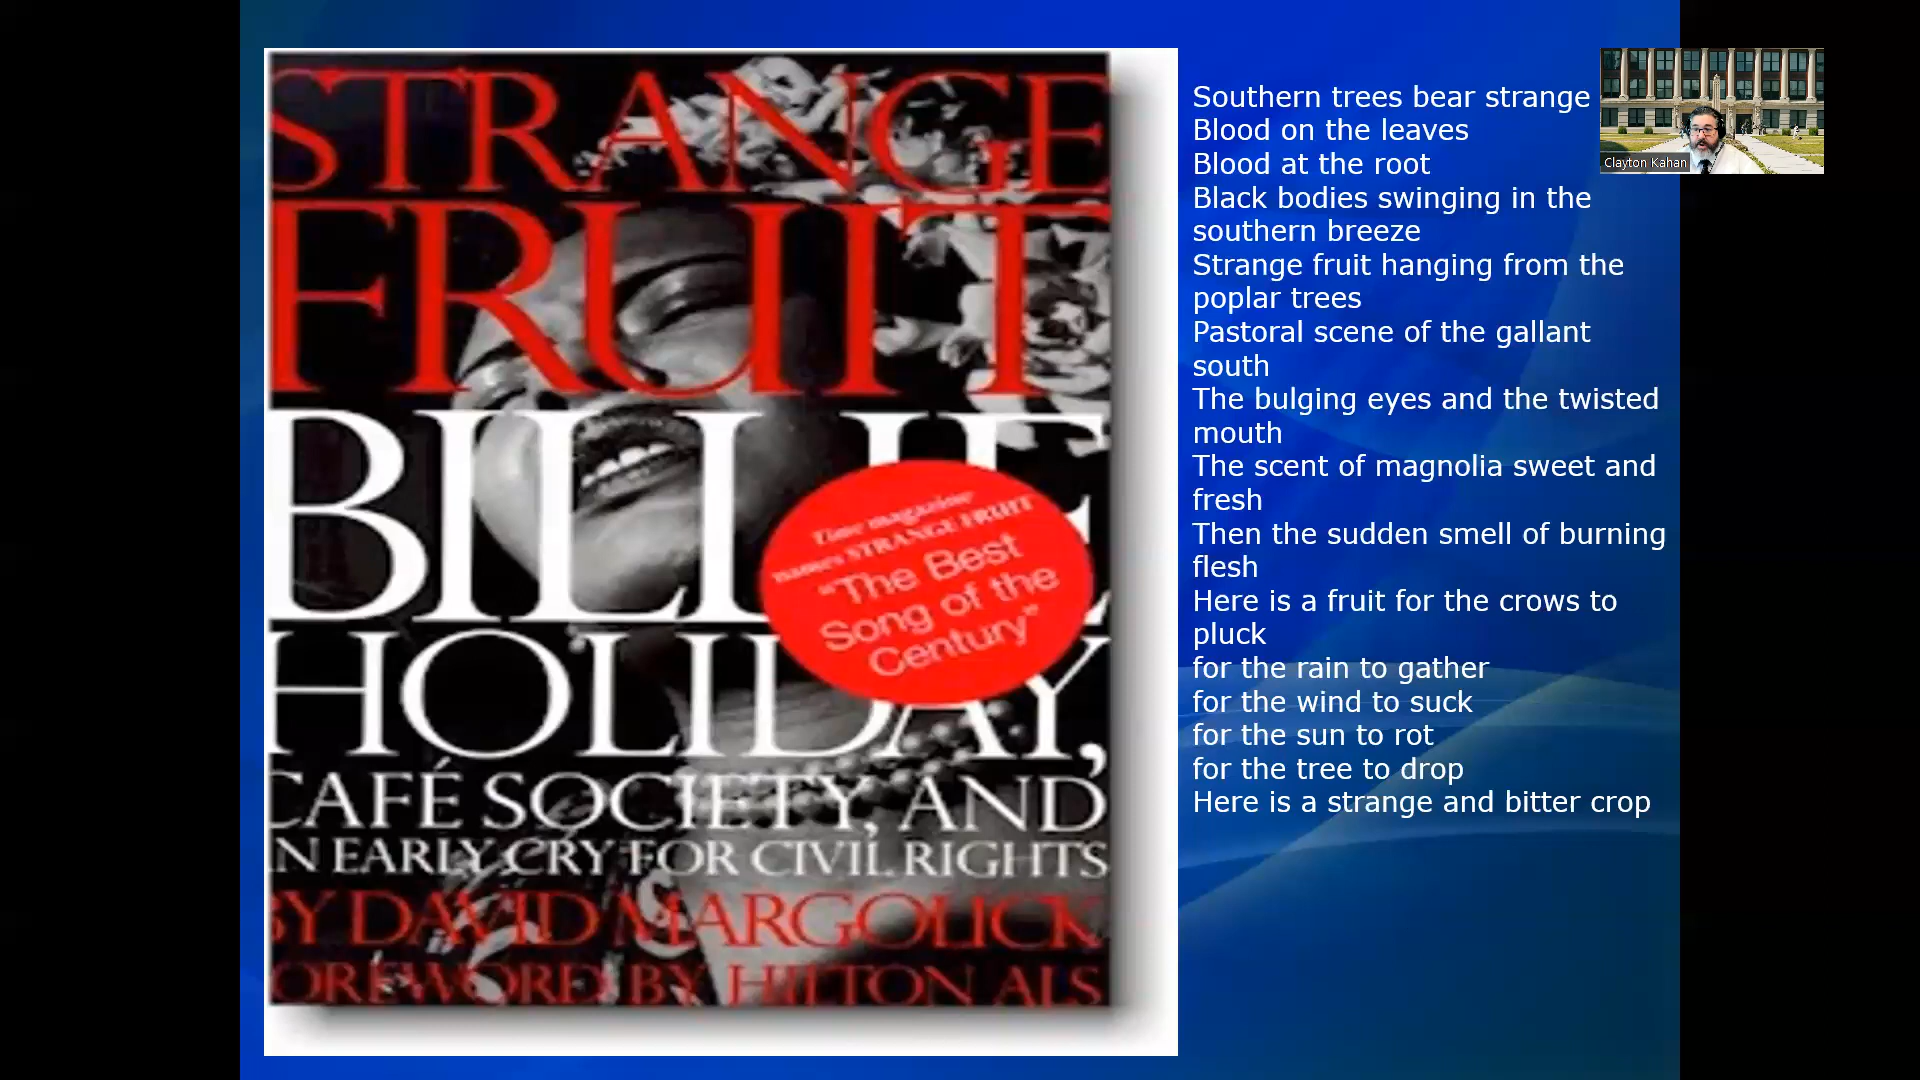 STRANGE
FRUIT
BILLIE
HOLIDAY,
CAFÉ SOCIETY, AND
AN EARLY CRY FOR CIVIL RIGHTS
BY DAVID MARGOLICK
FOREWORD BY HILTON ALS
Time magazine
names STRANGE FRUIT
"The Best
Song of the
Century"
Southern trees bear strange
Blood on the leaves
Blood at the root
Black bodies swinging in the
southern breeze
Strange fruit hanging from the
poplar trees
Pastoral scene of the gallant
south
The bulging eyes and the twisted
mouth
The scent of magnolia sweet and
fresh
Then the sudden smell of burning
flesh
Here is a fruit for the crows to
pluck
for the rain to gather
for the wind to suck
for the sun to rot
for the tree to drop
Here is a strange and bitter crop
Clayton Kahan